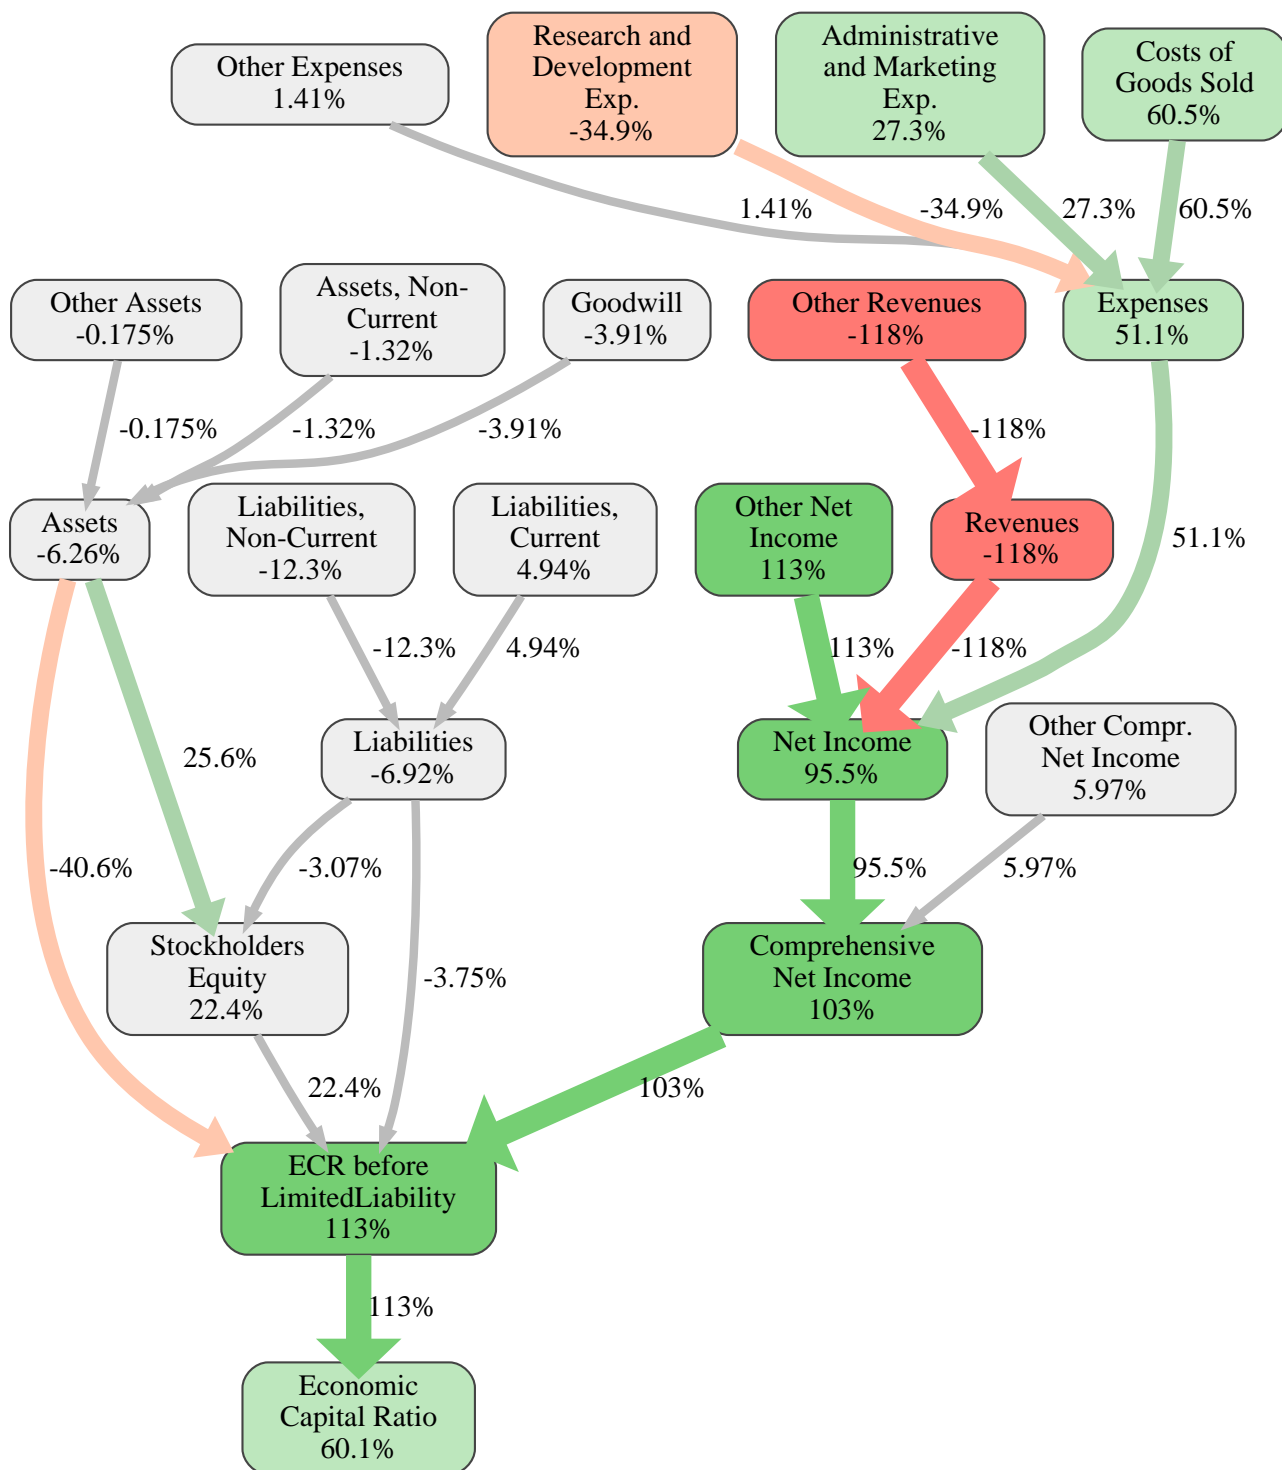 Other Expenses
1.41%
Research and
Development
Exp.
-34.9%
Administrative
and Marketing
Exp.
27.3%
Costs of
Goods Sold
60.5%
1.41%
-34.9%
27.3%
60.5%
Other Assets
-0.175%
Assets, Non-
Current
-1.32%
Goodwill
-3.91%
Other Revenues
-118%
Expenses
51.1%
-0.175%
-1.32%
-3.91%
-118%
Assets
-6.26%
Liabilities,
Non-Current
-12.3%
Liabilities,
Current
4.94%
Other Net
Income
113%
Revenues
-118%
51.1%
-12.3%
4.94%
113%
-118%
25.6%
Liabilities
-6.92%
Net Income
95.5%
Other Compr.
Net Income
5.97%
-40.6%
-3.07%
95.5%
5.97%
Stockholders
Equity
22.4%
-3.75%
Comprehensive
Net Income
103%
22.4%
103%
ECR before
LimitedLiability
113%
113%
Economic
Capital Ratio
60.1%